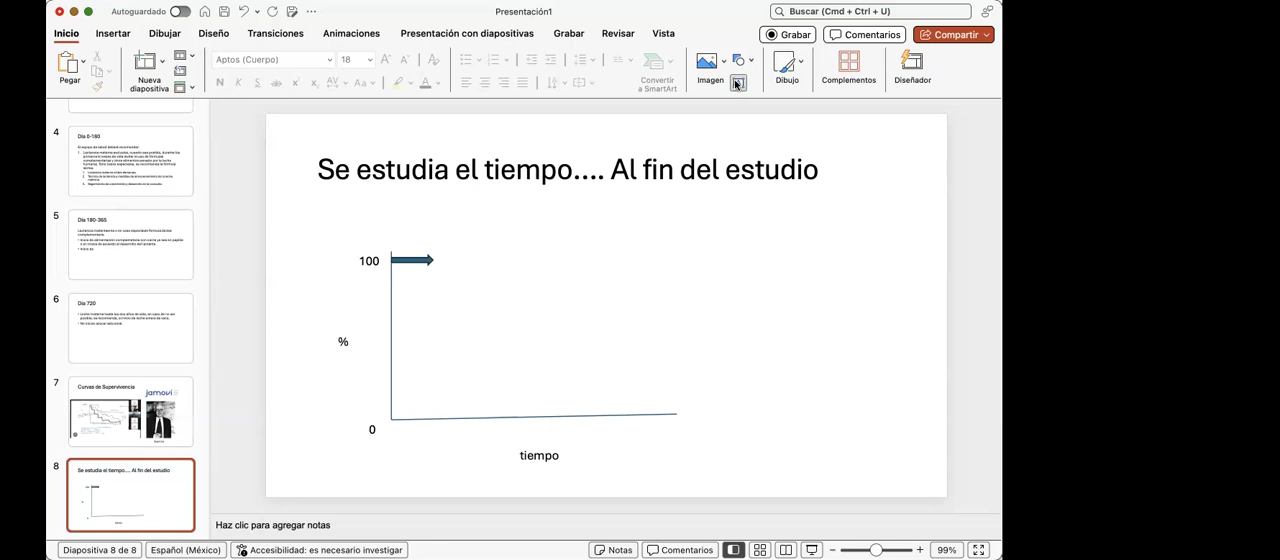 Autoguardado
Presentación1
Buscar (Cmd + Ctrl + U)
Inicio Insertar Dibujar Diseño Transiciones Animaciones Presentación con diapositivas Grabar Revisar Vista
Grabar Comentarios Compartir
Pegar
Nueva diapositiva
Aptos (Cuerpo) 18
Convertir a SmartArt
Imagen
Dibujo
Complementos
Diseñador
4
Día 0-180
5
Día 180-365
6
Día 720
7
Curvas de Supervivencia
jamovi
8
Se estudia el tiempo.... Al fin del estudio
Se estudia el tiempo.... Al fin del estudio
100
%
0
tiempo
Haz clic para agregar notas
Diapositiva 8 de 8 Español (México) Accesibilidad: es necesario investigar Notas Comentarios 99%